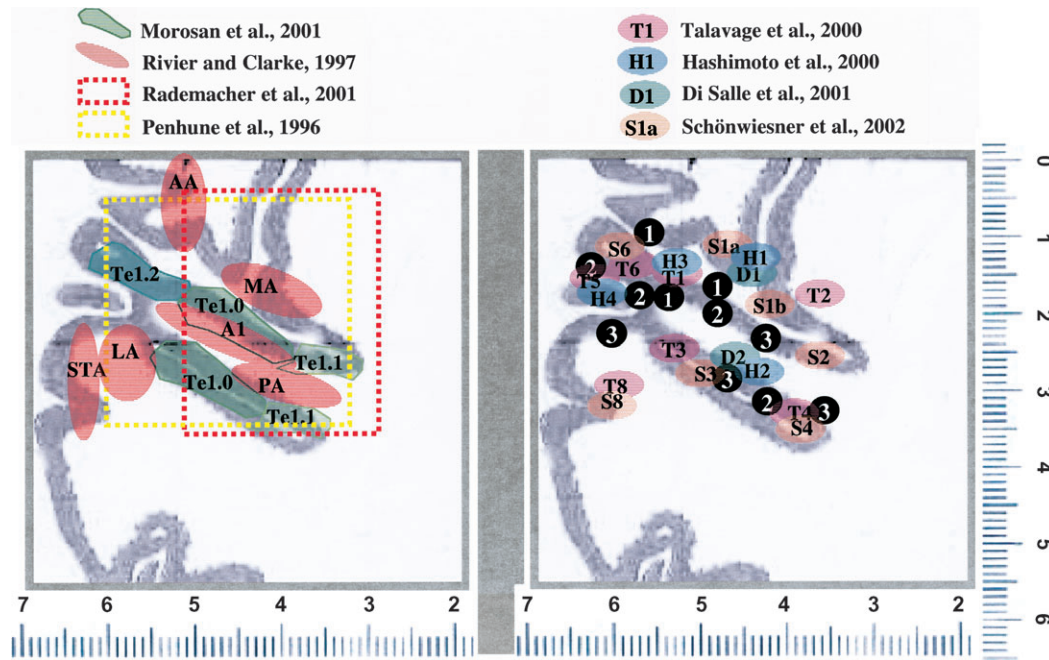 Morosan et al., 2001
Rivier and Clarke, 1997
Rademacher et al., 2001
Penhune et al., 1996
T1 Talavage et al., 2000
H1 Hashimoto et al., 2000
D1 Di Salle et al., 2001
S1a Schönwiesner et al., 2002
AA
Te1.2
MA
Te1.0
A1
LA
STA
Te1.1
Te1.0
PA
Te1.1
1
S6
S1a
2
T6
H3
H1
T5
T1
D1
H4
2
1
1
S1b
T2
2
3
3
T3
D2
S2
S3
H2
3
T8
S8
2
T4
3
S4
0
1
2
3
4
5
6
7 6 5 4 3 2
7 6 5 4 3 2